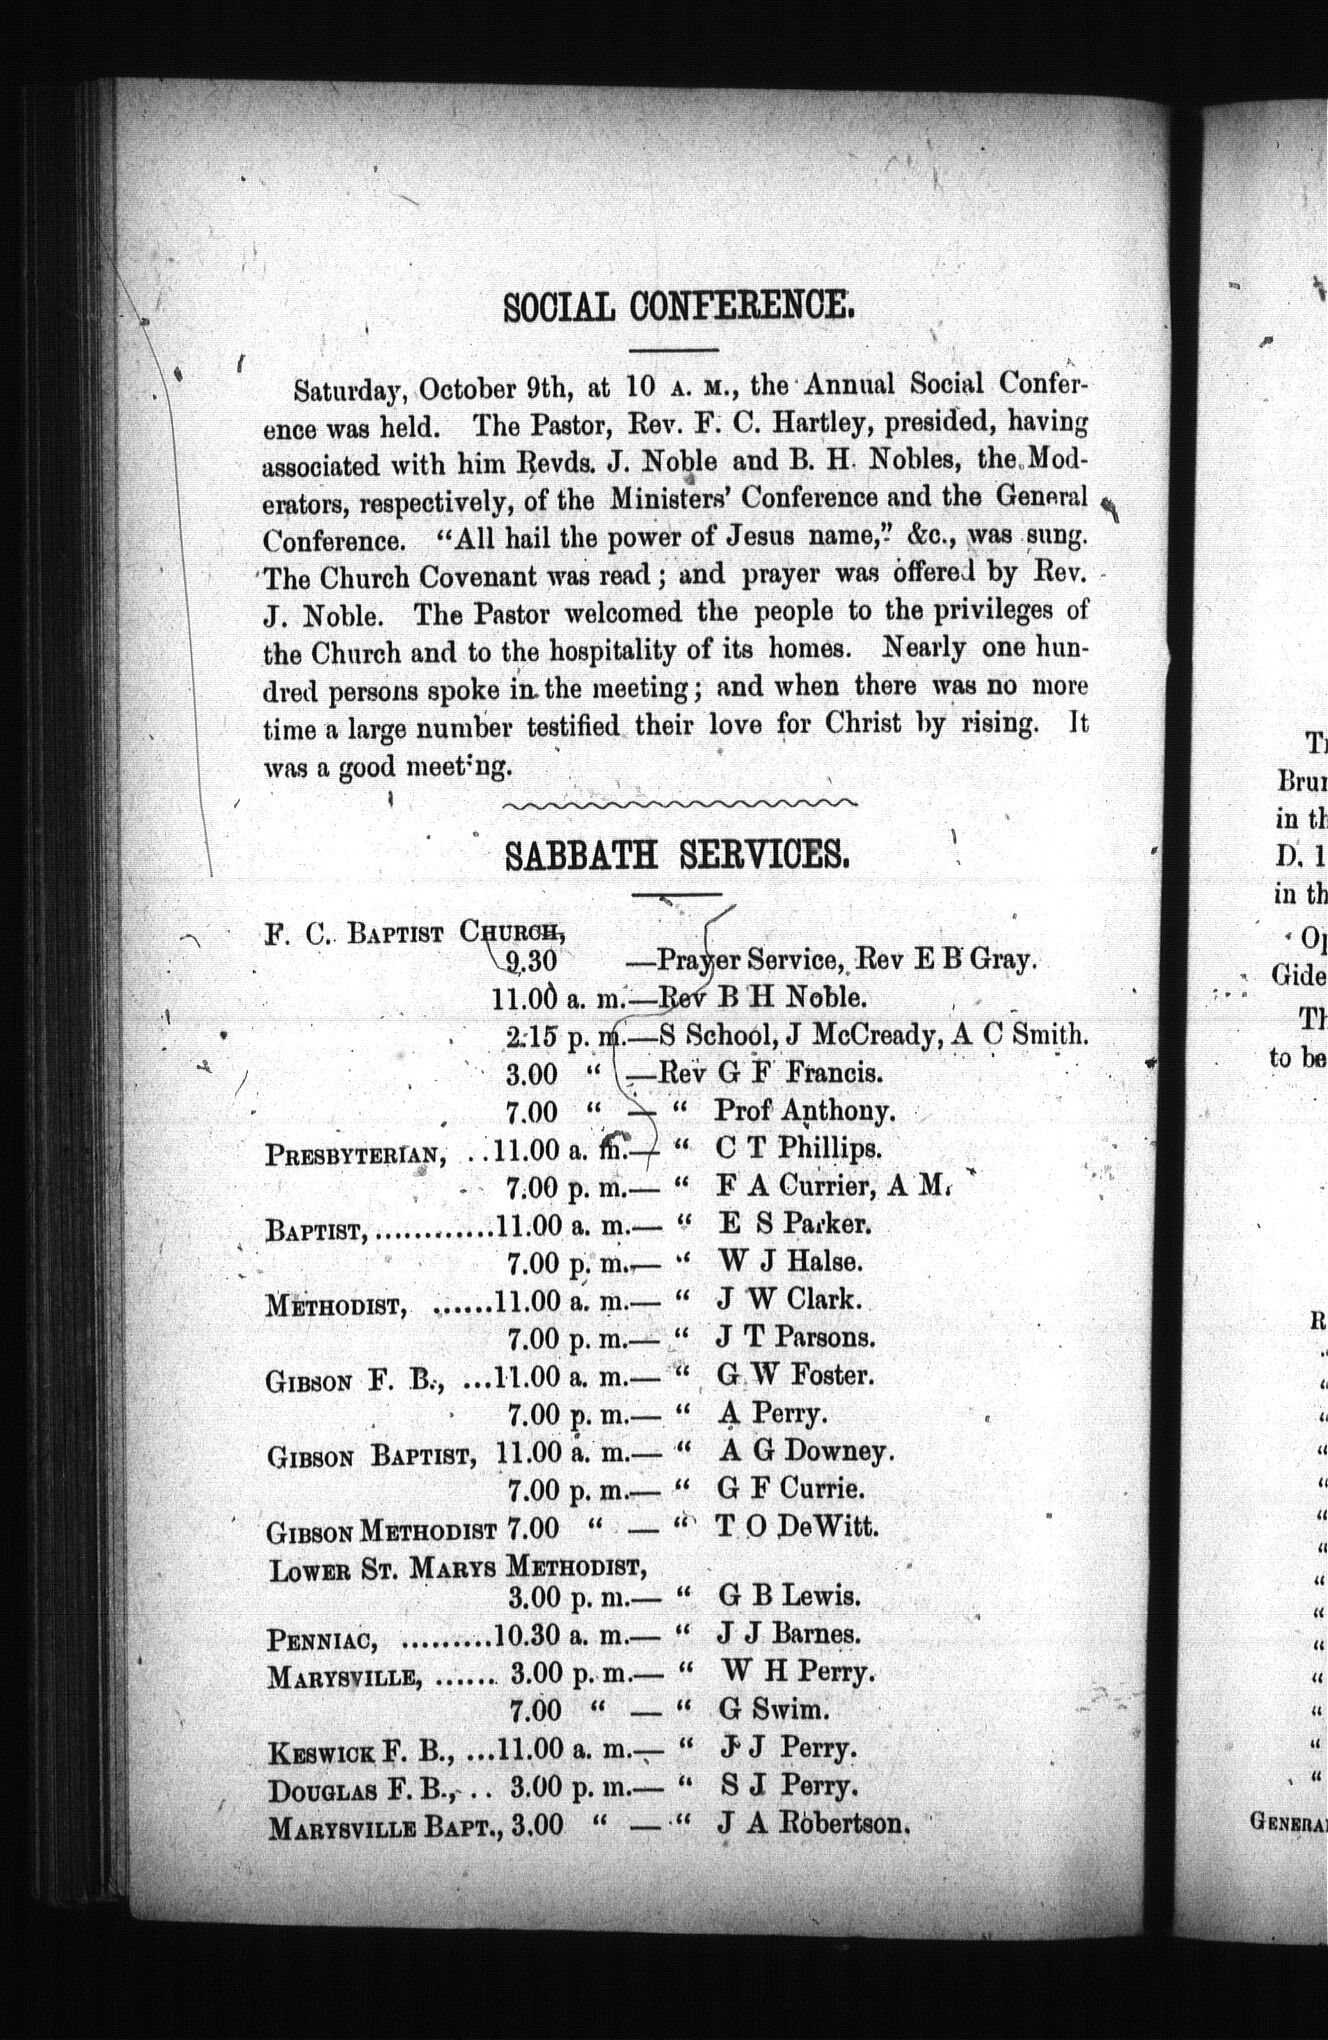 SOCIAL CONFERENCE.
Saturday, October 9th, at 10 A. M., the Annual Social Confer-
ence was held. The Pastor, Rev. F. C. Hartley, presided, having
associated with him Revds. J. Noble and B. H. Nobles, the Mod-
erators, respectively, of the Ministers' Conference and the General
Conference. "All hail the power of Jesus name," &c., was sung.
The Church Covenant was read; and prayer was offered by Rev.
J. Noble. The Pastor welcomed the people to the privileges of
the Church and to the hospitality of its homes. Nearly one hun-
dred persons spoke in the meeting; and when there was no more
time a large number testified their love for Christ by rising. It
was a good meeting.
SABBATH SERVICES.
F. C. BAPTIST CHURCH,
9.30 —Prayer Service, Rev E B Gray.
11.00 a. m.—Rev B H Noble.
2.15 p. m.—S School, J McCready, A C Smith.
3.00 " —Rev G F Francis.
7.00 " — " Prof Anthony.
PRESBYTERIAN, ..11.00 a. m.— " C T Phillips.
7.00 p. m.— " F A Currier, A M.
BAPTIST,............11.00 a. m.— " E S Parker.
7.00 p. m.— " W J Halse.
METHODIST, ......11.00 a. m.— " J W Clark.
7.00 p. m.— " J T Parsons.
GIBSON F. B., ...11.00 a. m.— " G W Foster.
7.00 p. m.— " A Perry.
GIBSON BAPTIST, 11.00 a. m.— " A G Downey.
7.00 p. m.— " G F Currie.
GIBSON METHODIST 7.00 " — " T O DeWitt.
LOWER ST. MARYS METHODIST,
3.00 p. m.— " G B Lewis.
PENNIAC, .........10.30 a. m.— " J J Barnes.
MARYSVILLE, ...... 3.00 p. m.— " W H Perry.
7.00 " — " G Swim.
KESWICK F. B., ...11.00 a. m.— " J J Perry.
DOUGLAS F. B., .. 3.00 p. m.— " S J Perry.
MARYSVILLE BAPT., 3.00 " — " J A Robertson.
Brun
in th
D. 
in th
Gide
Th
to be
R
"
"
"
"
"
"
"
"
"
"
"
"
"
"
GENERAL